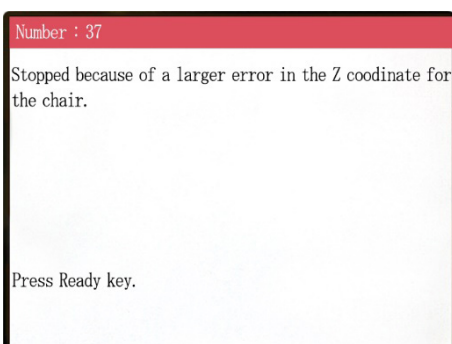 Number : 37
Stopped because of a larger error in the Z coodinate for
the chair.
Press Ready key.